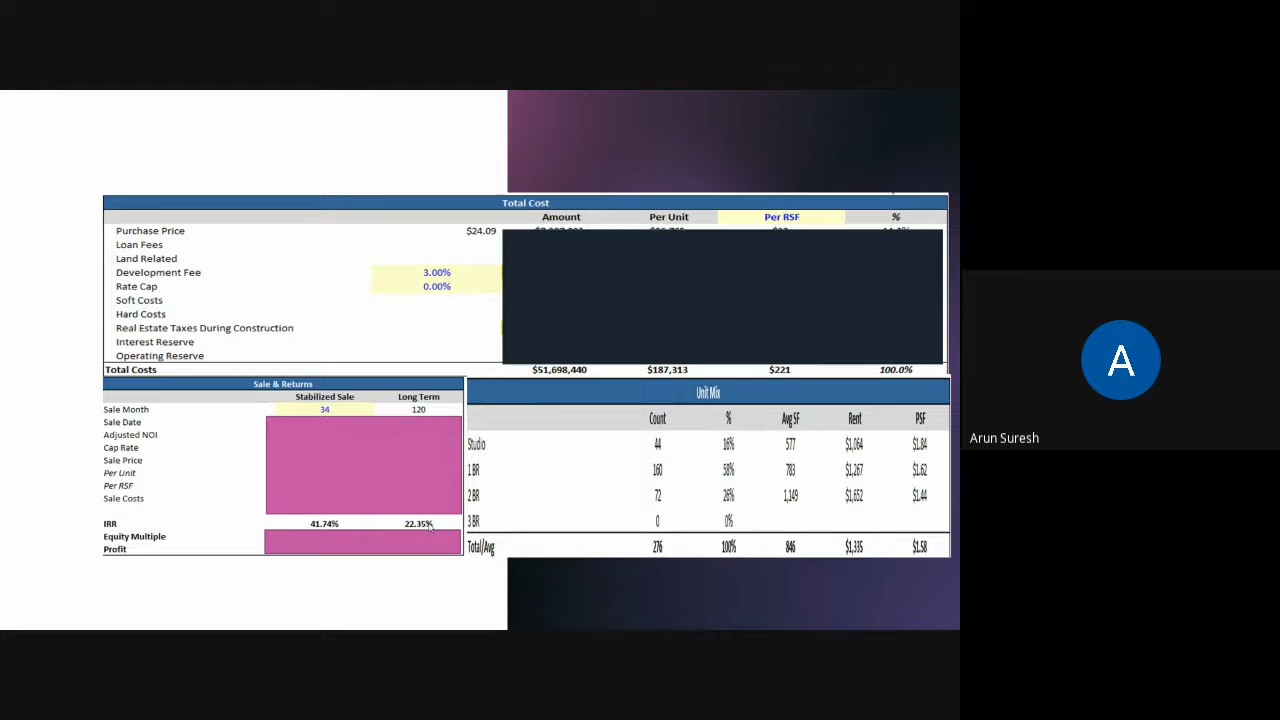 Total Cost
Amount Per Unit Per RSF %
Purchase Price $24.09
Loan Fees
Land Related
Development Fee 3.00%
Rate Cap 0.00%
Soft Costs
Hard Costs
Real Estate Taxes During Construction
Interest Reserve
Operating Reserve
Total Costs $51,698,440 $187,313 $221 100.0%
Sale & Returns
Stabilized Sale Long Term
Sale Month 34 120
Sale Date
Adjusted NOI
Cap Rate
Sale Price
Per Unit
Per RSF
Sale Costs
IRR 41.74% 22.35%
Equity Multiple
Profit
Unit Mix
Count % Avg SF Rent PSF
Studio 44 16% 577 $1,064 $1.84
1 BR 160 58% 783 $1,267 $1.62
2 BR 72 26% 1,149 $1,652 $1.44
3 BR 0 0%
Total/Avg 276 100% 846 $1,335 $1.58
A
Arun Suresh